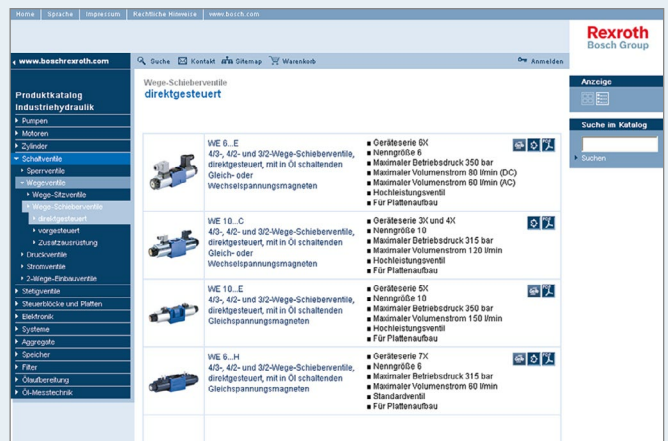 Home | Sprache | Impressum | Rechtliche Hinweise | www.bosch.com
Rexroth
Bosch Group
www.boschrexroth.com
Suche Kontakt Sitemap Warenkorb
Anmelden
Produktkatalog
Industriehydraulik
Pumpen
Motoren
Zylinder
Schaltventile
Sperrventile
Wegeventile
Wege-Sitzventile
Wege-Schieberventile
direktgesteuert
vorgesteuert
Zusatzausrüstung
Druckventile
Stromventile
2-Wege-Einbauventile
Stetigventile
Steuerblöcke und Platten
Elektronik
Systeme
Aggregate
Speicher
Filter
Ölaufbereitung
Öl-Messtechnik
Wege-Schieberventile
direktgesteuert
WE 6...E
4/3-, 4/2- und 3/2-Wege-Schieberventile,
direktgesteuert, mit in Öl schaltenden
Gleich- oder
Wechselspannungsmagneten
Geräteserie 6X
Nenngröße 6
Maximaler Betriebsdruck 350 bar
Maximaler Volumenstrom 80 l/min (DC)
Maximaler Volumenstrom 60 l/min (AC)
Hochleistungsventil
Für Plattenaufbau
WE 10...C
4/3-, 4/2- und 3/2-Wege-Schieberventile,
direktgesteuert, mit in Öl schaltenden
Gleich- oder
Wechselspannungsmagneten
Geräteserie 3X und 4X
Nenngröße 10
Maximaler Betriebsdruck 315 bar
Maximaler Volumenstrom 120 l/min
Hochleistungsventil
Für Plattenaufbau
WE 10...E
4/3-, 4/2- und 3/2-Wege-Schieberventile,
direktgesteuert, mit in Öl schaltenden
Gleichspannungsmagneten
Geräteserie 5X
Nenngröße 10
Maximaler Betriebsdruck 350 bar
Maximaler Volumenstrom 150 l/min
Hochleistungsventil
Für Plattenaufbau
WE 6...H
4/3-, 4/2- und 3/2-Wege-Schieberventile,
direktgesteuert, mit in Öl schaltenden
Gleichspannungsmagneten
Geräteserie 7X
Nenngröße 6
Maximaler Betriebsdruck 315 bar
Maximaler Volumenstrom 60 l/min
Standardventil
Für Plattenaufbau
Anzeige
Suche im Katalog
Suchen